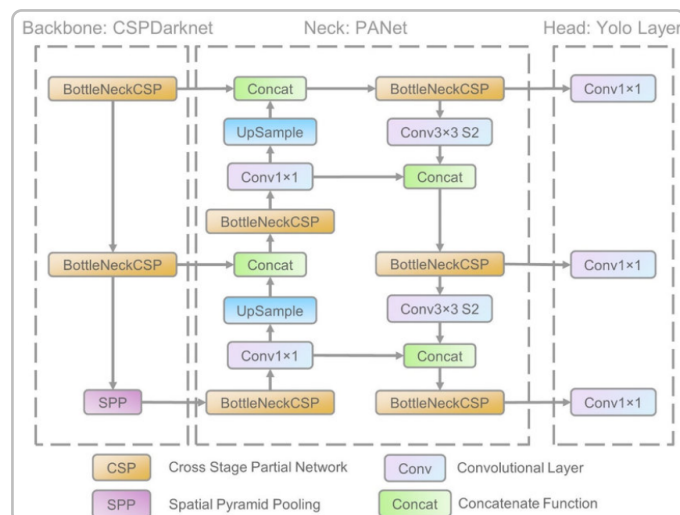 Backbone: CSPDarknet Neck: PANet Head: Yolo Layer
BottleNeckCSP Concat BottleNeckCSP Conv1×1
UpSample Conv3×3 S2
Conv1×1 Concat
BottleNeckCSP
BottleNeckCSP Concat BottleNeckCSP Conv1×1
UpSample Conv3×3 S2
Conv1×1 Concat
SPP BottleNeckCSP BottleNeckCSP Conv1×1
CSP Cross Stage Partial Network Conv Convolutional Layer
SPP Spatial Pyramid Pooling Concat Concatenate Function